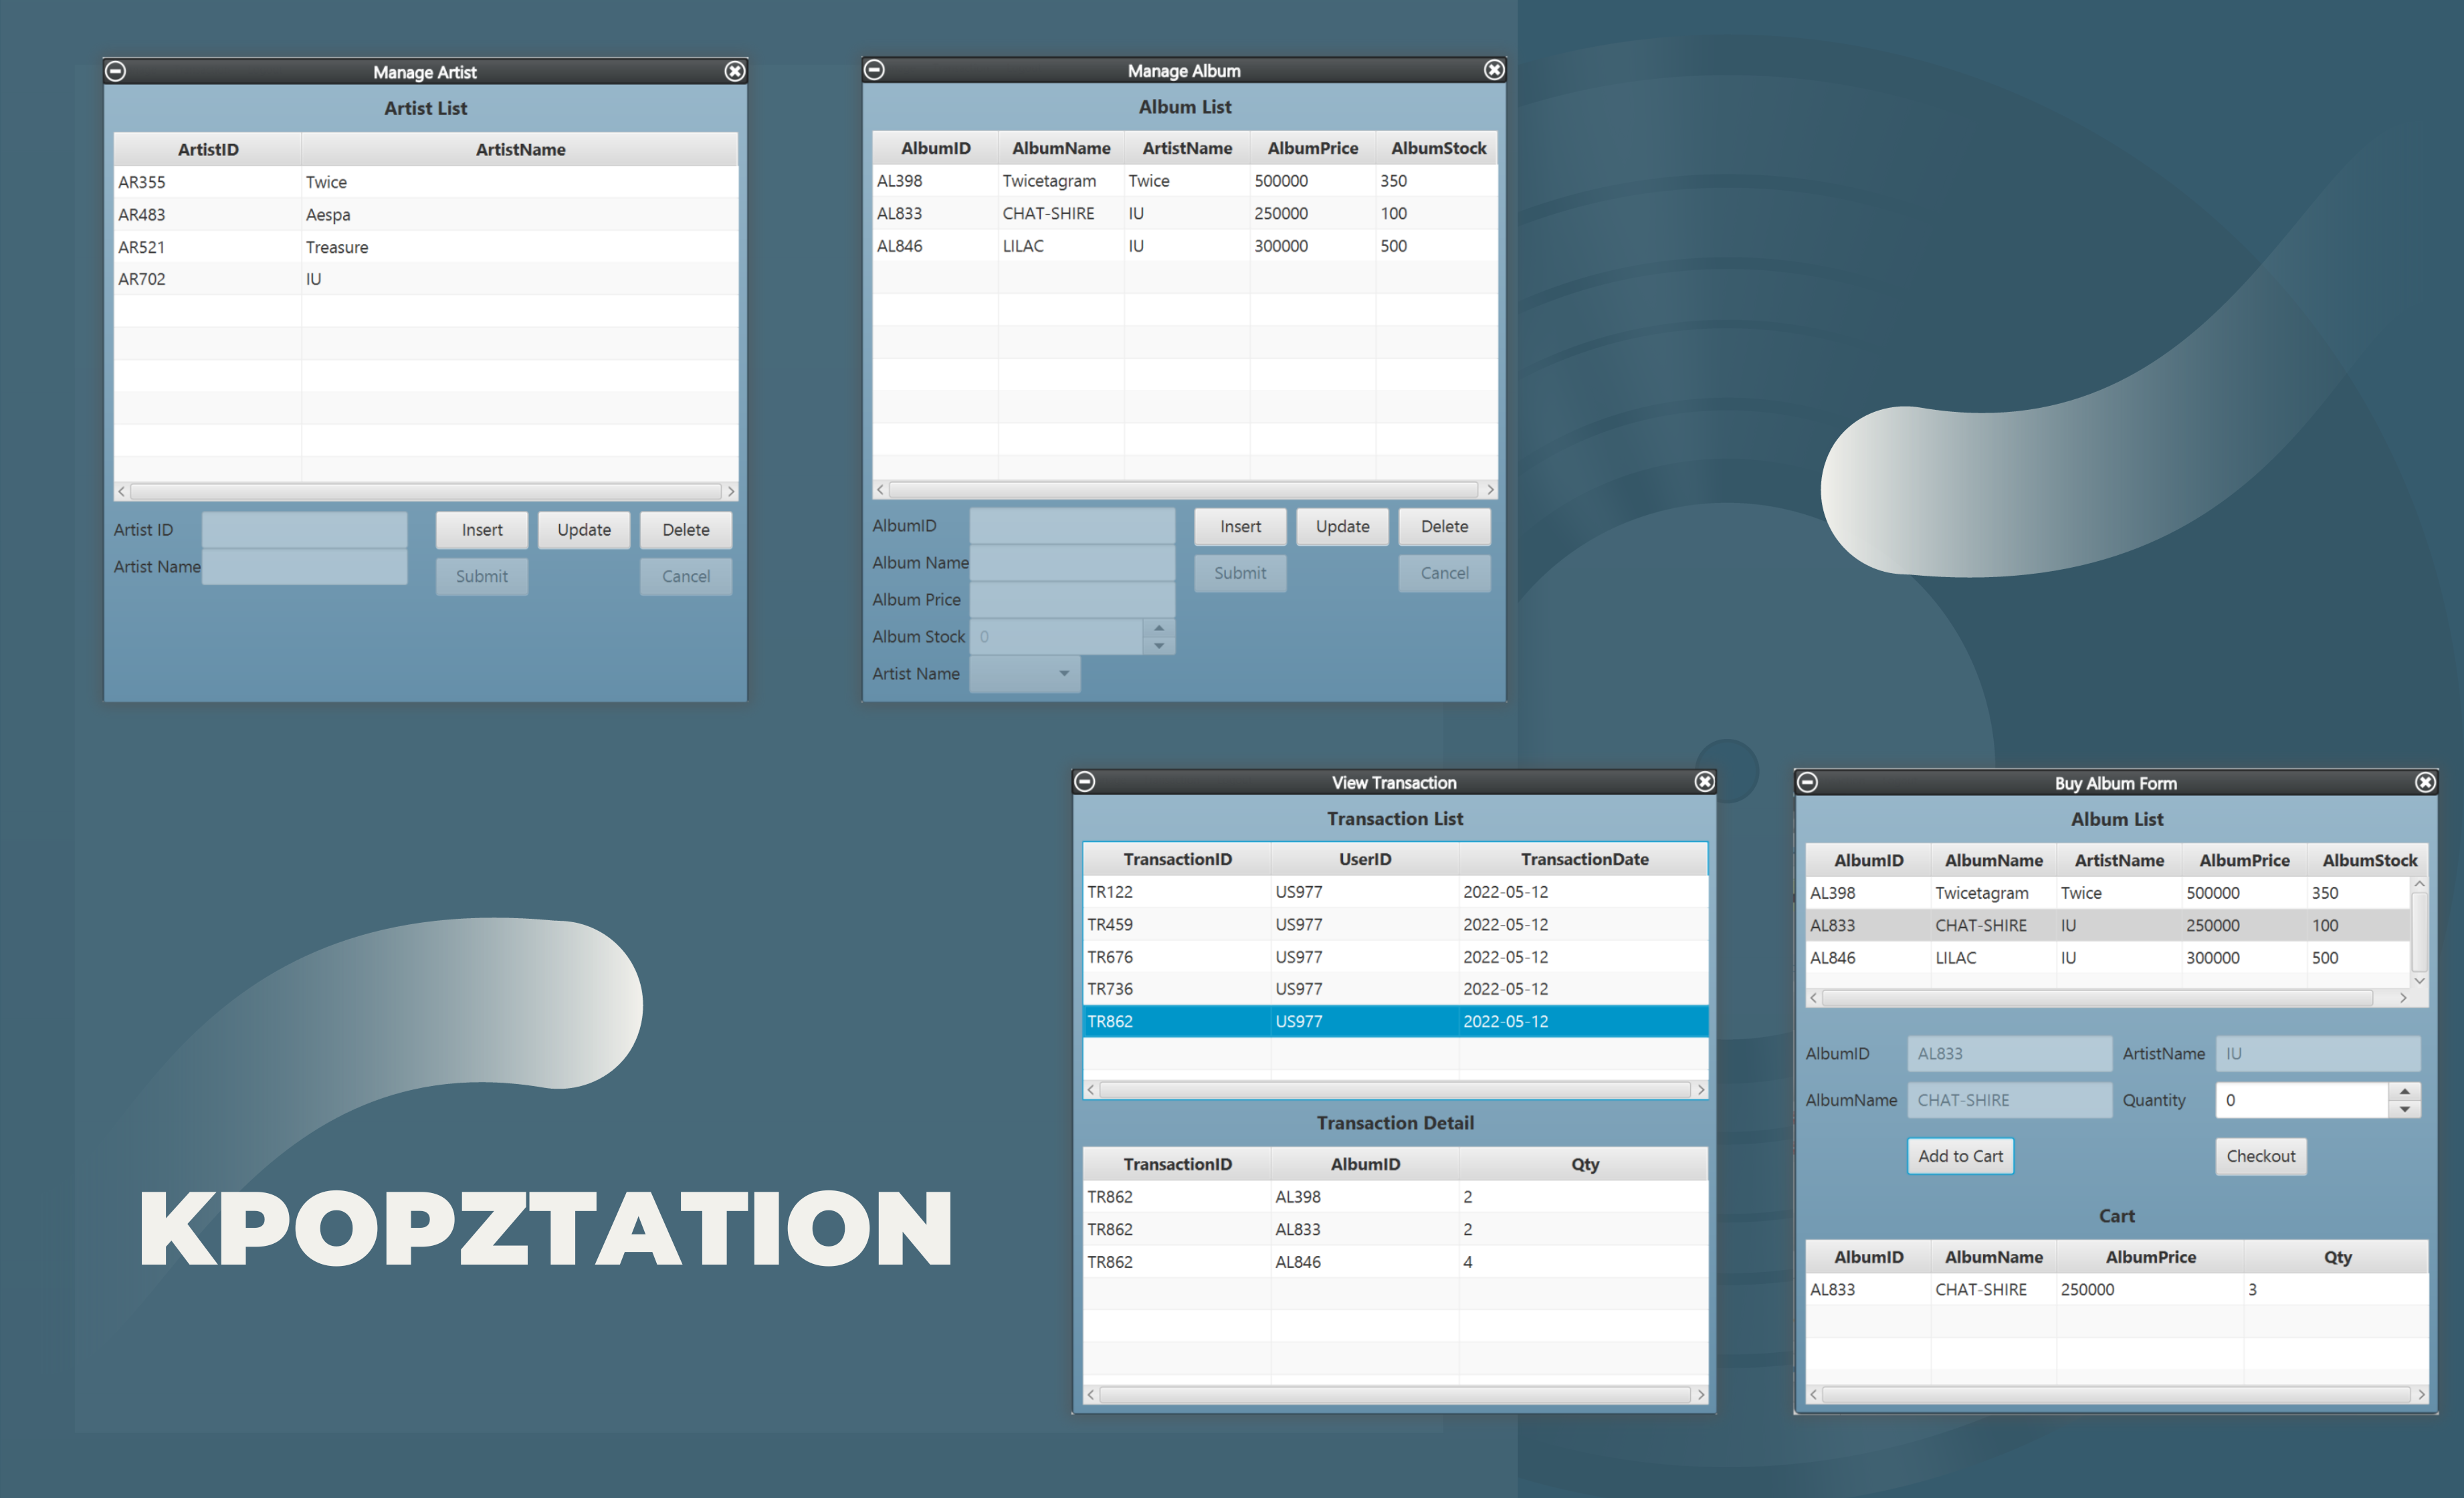 Manage Artist
Artist List
ArtistID ArtistName
AR355 Twice
AR483 Aespa
AR521 Treasure
AR702 IU
Artist ID Insert Update Delete
Artist Name Submit Cancel
Manage Album
Album List
AlbumID AlbumName ArtistName AlbumPrice AlbumStock
AL398 Twicetagram Twice 500000 350
AL833 CHAT-SHIRE IU 250000 100
AL846 LILAC IU 300000 500
AlbumID Insert Update Delete
Album Name Submit Cancel
Album Price
Album Stock 0
Artist Name
KPOPZTATION
View Transaction
Transaction List
TransactionID UserID TransactionDate
TR122 US977 2022-05-12
TR459 US977 2022-05-12
TR676 US977 2022-05-12
TR736 US977 2022-05-12
TR862 US977 2022-05-12
Transaction Detail
TransactionID AlbumID Qty
TR862 AL398 2
TR862 AL833 2
TR862 AL846 4
Buy Album Form
Album List
AlbumID AlbumName ArtistName AlbumPrice AlbumStock
AL398 Twicetagram Twice 500000 350
AL833 CHAT-SHIRE IU 250000 100
AL846 LILAC IU 300000 500
AlbumID AL833 ArtistName IU
AlbumName CHAT-SHIRE Quantity 0
Add to Cart Checkout
Cart
AlbumID AlbumName AlbumPrice Qty
AL833 CHAT-SHIRE 250000 3